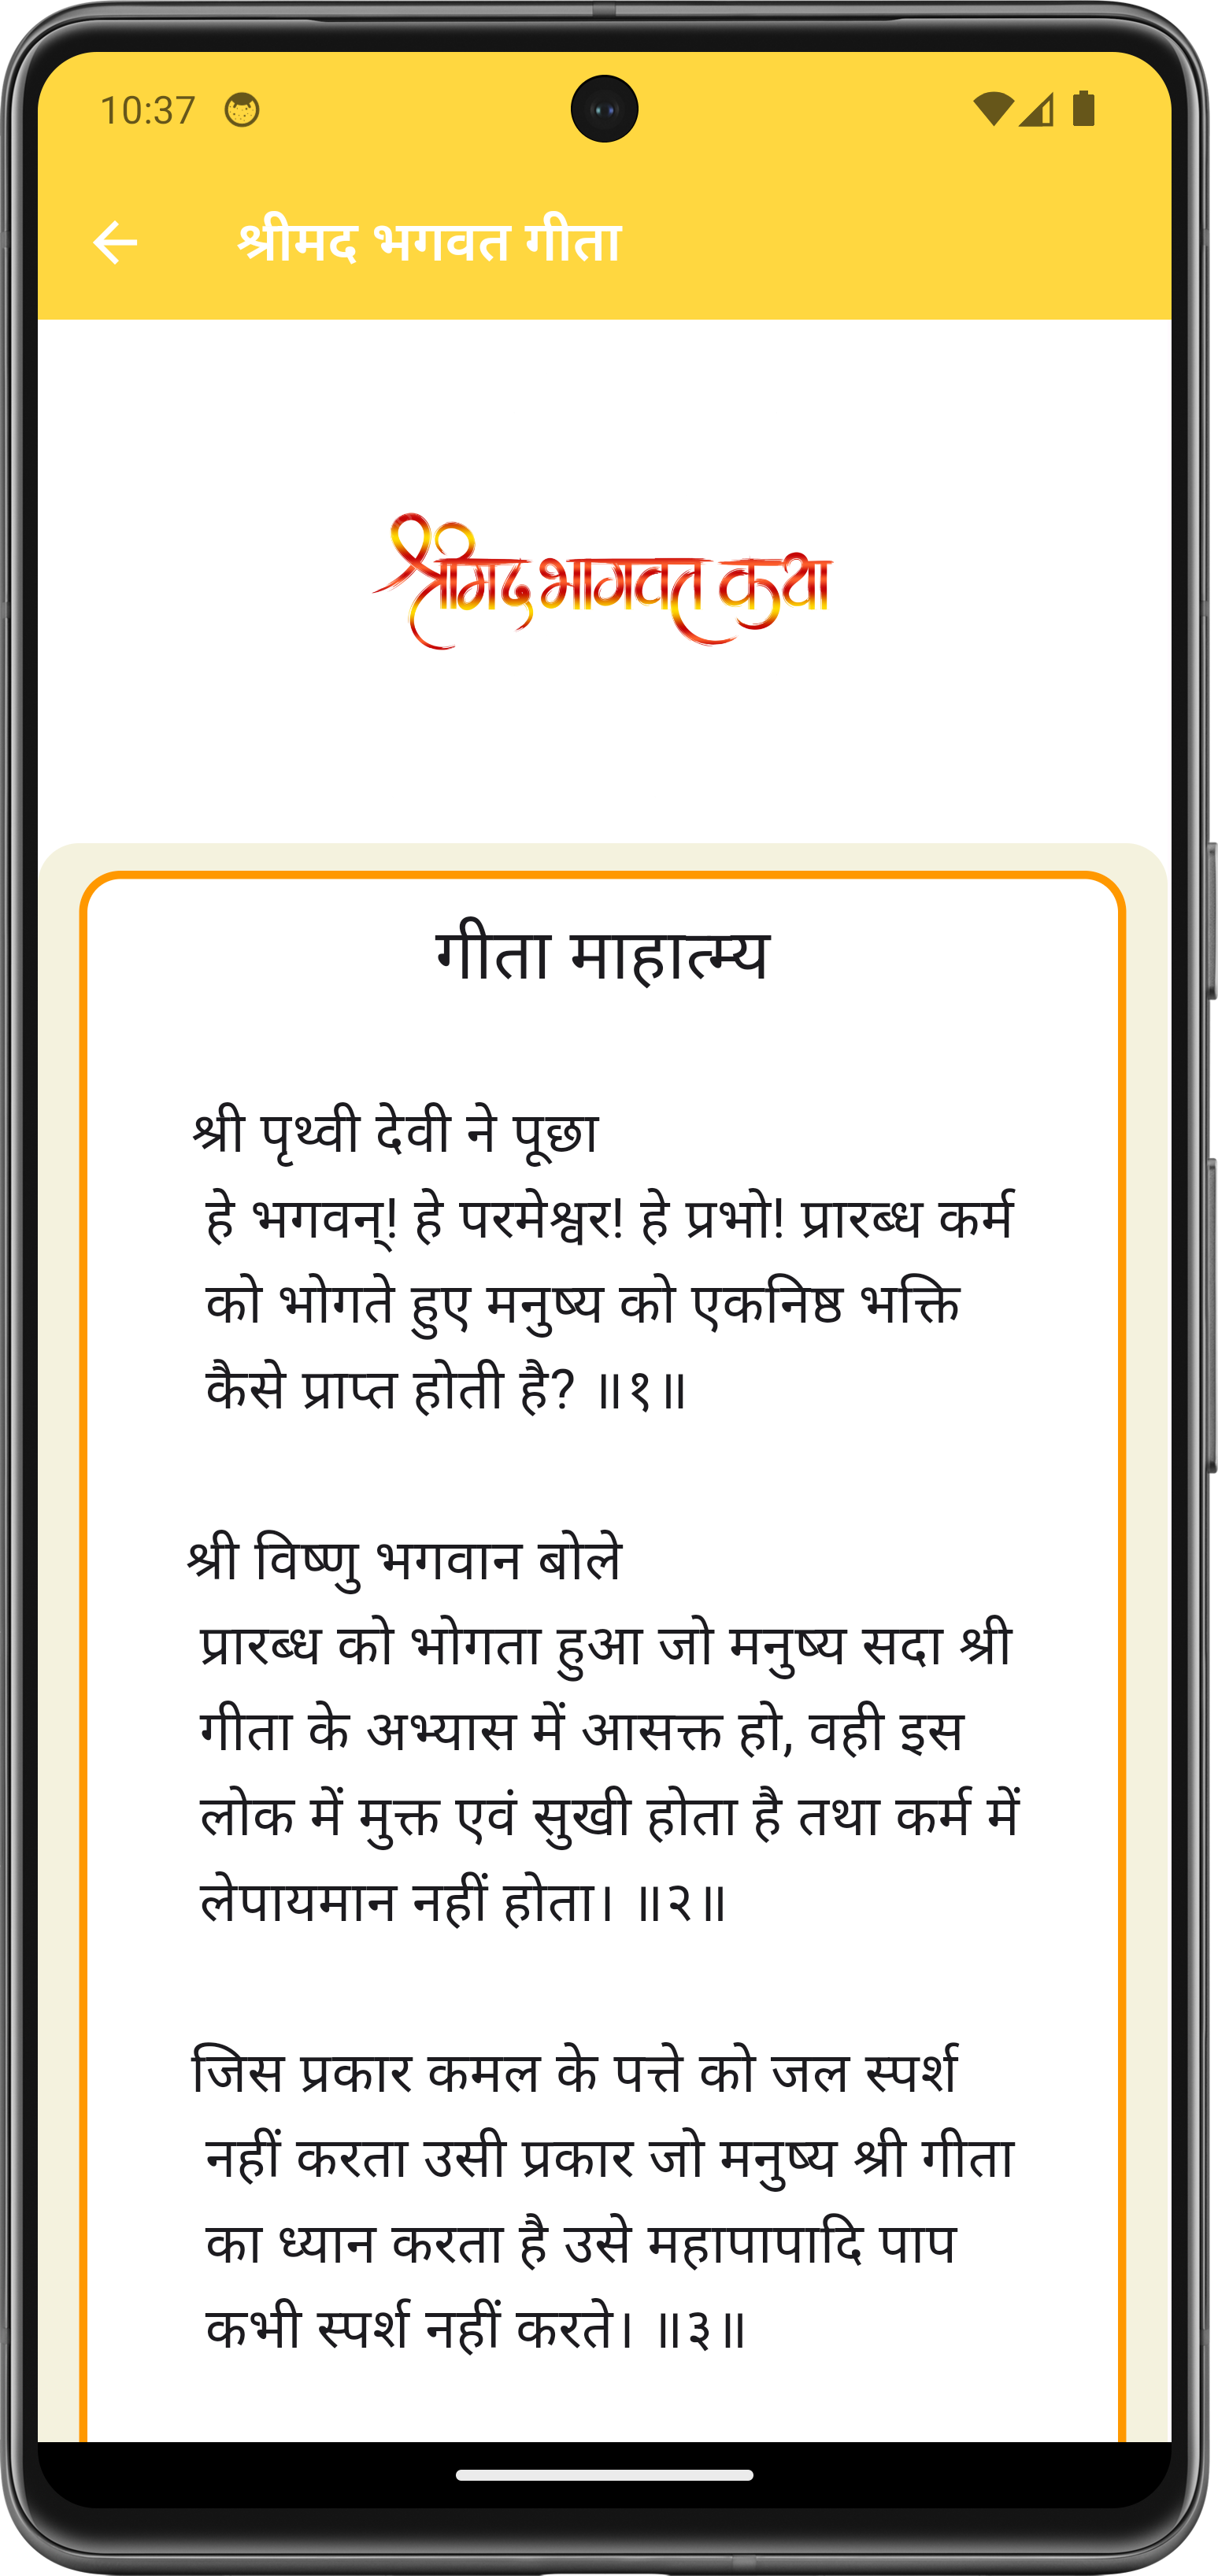 10:37
श्रीमद भगवत गीता
श्रीमद भागवत कथा
गीता माहात्म्य
श्री पृथ्वी देवी ने पूछा
हे भगवन्! हे परमेश्वर! हे प्रभो! प्रारब्ध कर्म
को भोगते हुए मनुष्य को एकनिष्ठ भक्ति
कैसे प्राप्त होती है? ॥१॥
श्री विष्णु भगवान बोले
प्रारब्ध को भोगता हुआ जो मनुष्य सदा श्री
गीता के अभ्यास में आसक्त हो, वही इस
लोक में मुक्त एवं सुखी होता है तथा कर्म में
लेपायमान नहीं होता। ॥२॥
जिस प्रकार कमल के पत्ते को जल स्पर्श
नहीं करता उसी प्रकार जो मनुष्य श्री गीता
का ध्यान करता है उसे महापापादि पाप
कभी स्पर्श नहीं करते। ॥३॥